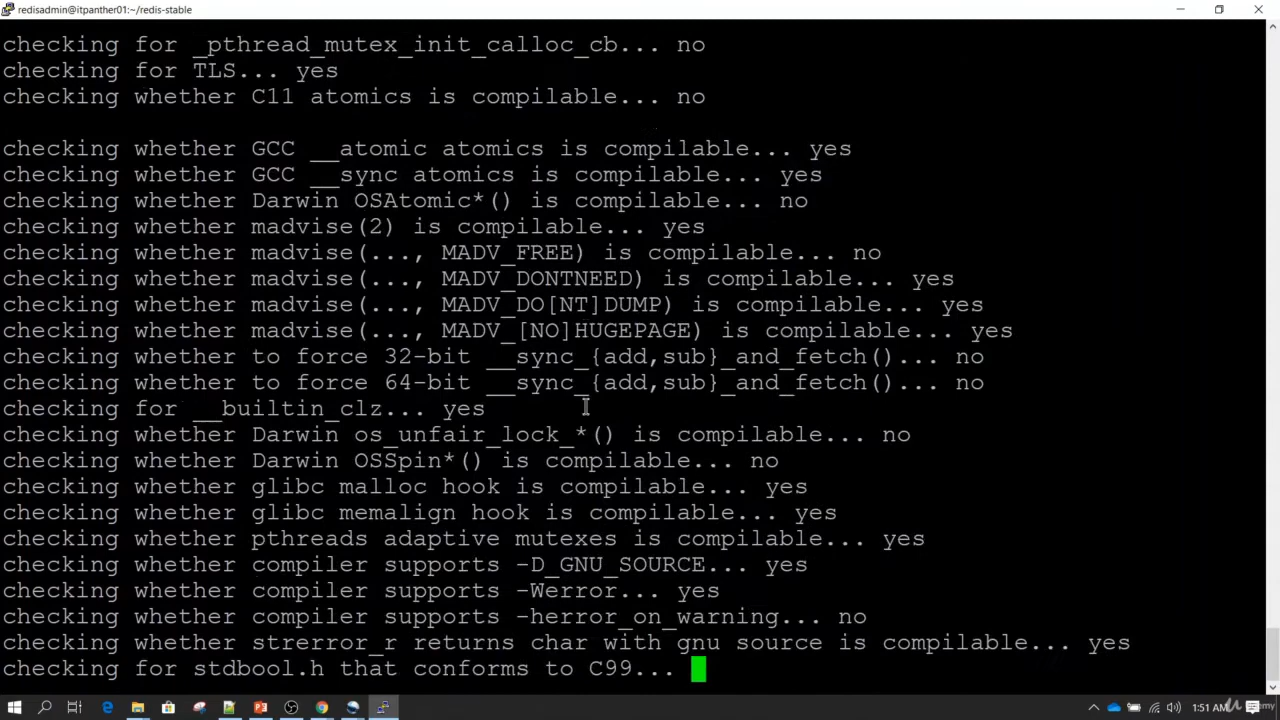 redisadmin@itpanther01:~/redis-stable
checking for _pthread_mutex_init_calloc_cb... no
checking for TLS... yes
checking whether C11 atomics is compilable... no
checking whether GCC __atomic atomics is compilable... yes
checking whether GCC __sync atomics is compilable... yes
checking whether Darwin OSAtomic*() is compilable... no
checking whether madvise(2) is compilable... yes
checking whether madvise(..., MADV_FREE) is compilable... no
checking whether madvise(..., MADV_DONTNEED) is compilable... yes
checking whether madvise(..., MADV_DO[NT]DUMP) is compilable... yes
checking whether madvise(..., MADV_[NO]HUGEPAGE) is compilable... yes
checking whether to force 32-bit __sync_{add,sub}_and_fetch()... no
checking whether to force 64-bit __sync_{add,sub}_and_fetch()... no
checking for __builtin_clz... yes
checking whether Darwin os_unfair_lock_*() is compilable... no
checking whether Darwin OSSpin*() is compilable... no
checking whether glibc malloc hook is compilable... yes
checking whether glibc memalign hook is compilable... yes
checking whether pthreads adaptive mutexes is compilable... yes
checking whether compiler supports -D_GNU_SOURCE... yes
checking whether compiler supports -Werror... yes
checking whether compiler supports -herror_on_warning... no
checking whether strerror_r returns char with gnu source is compilable... yes
checking for stdbool.h that conforms to C99...
1:51 AM
Udemy